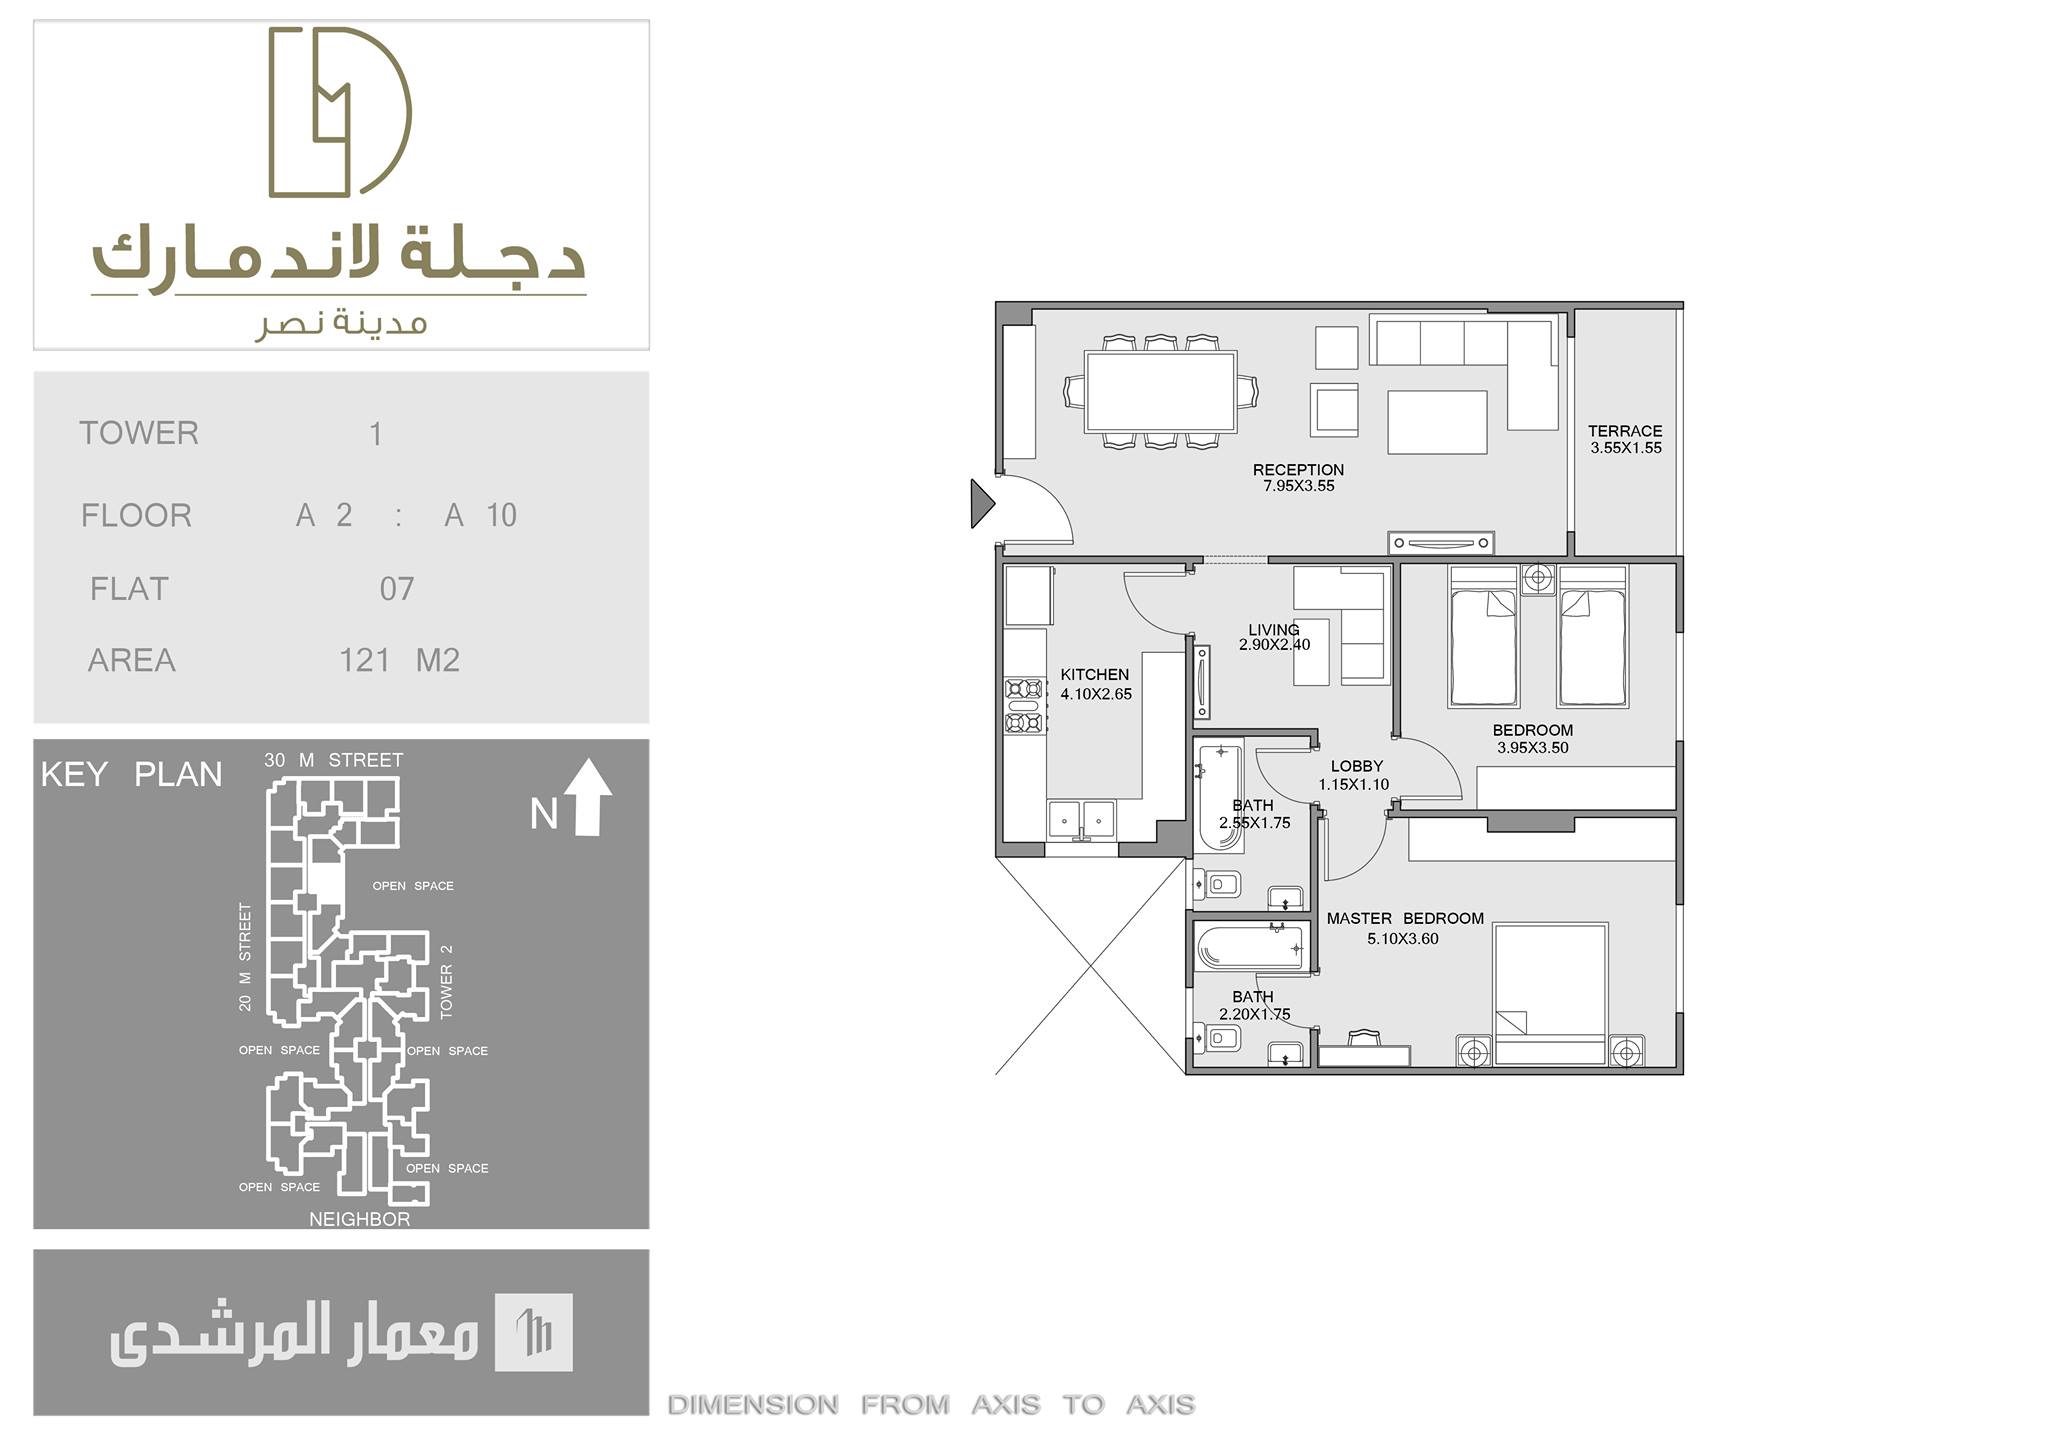 دجلة لاندمارك
مدينة نصر
TOWER 1
FLOOR A 2 : A 10
FLAT 07
AREA 121 M2
KEY PLAN
30 M STREET
N
OPEN SPACE
20 M STREET
TOWER 2
OPEN SPACE
OPEN SPACE
OPEN SPACE
OPEN SPACE
NEIGHBOR
معمار المرشدى
TERRACE
3.55X1.55
RECEPTION
7.95X3.55
LIVING
2.90X2.40
KITCHEN
4.10X2.65
BEDROOM
3.95X3.50
LOBBY
1.15X1.10
BATH
2.55X1.75
MASTER BEDROOM
5.10X3.60
BATH
2.20X1.75
DIMENSION FROM AXIS TO AXIS